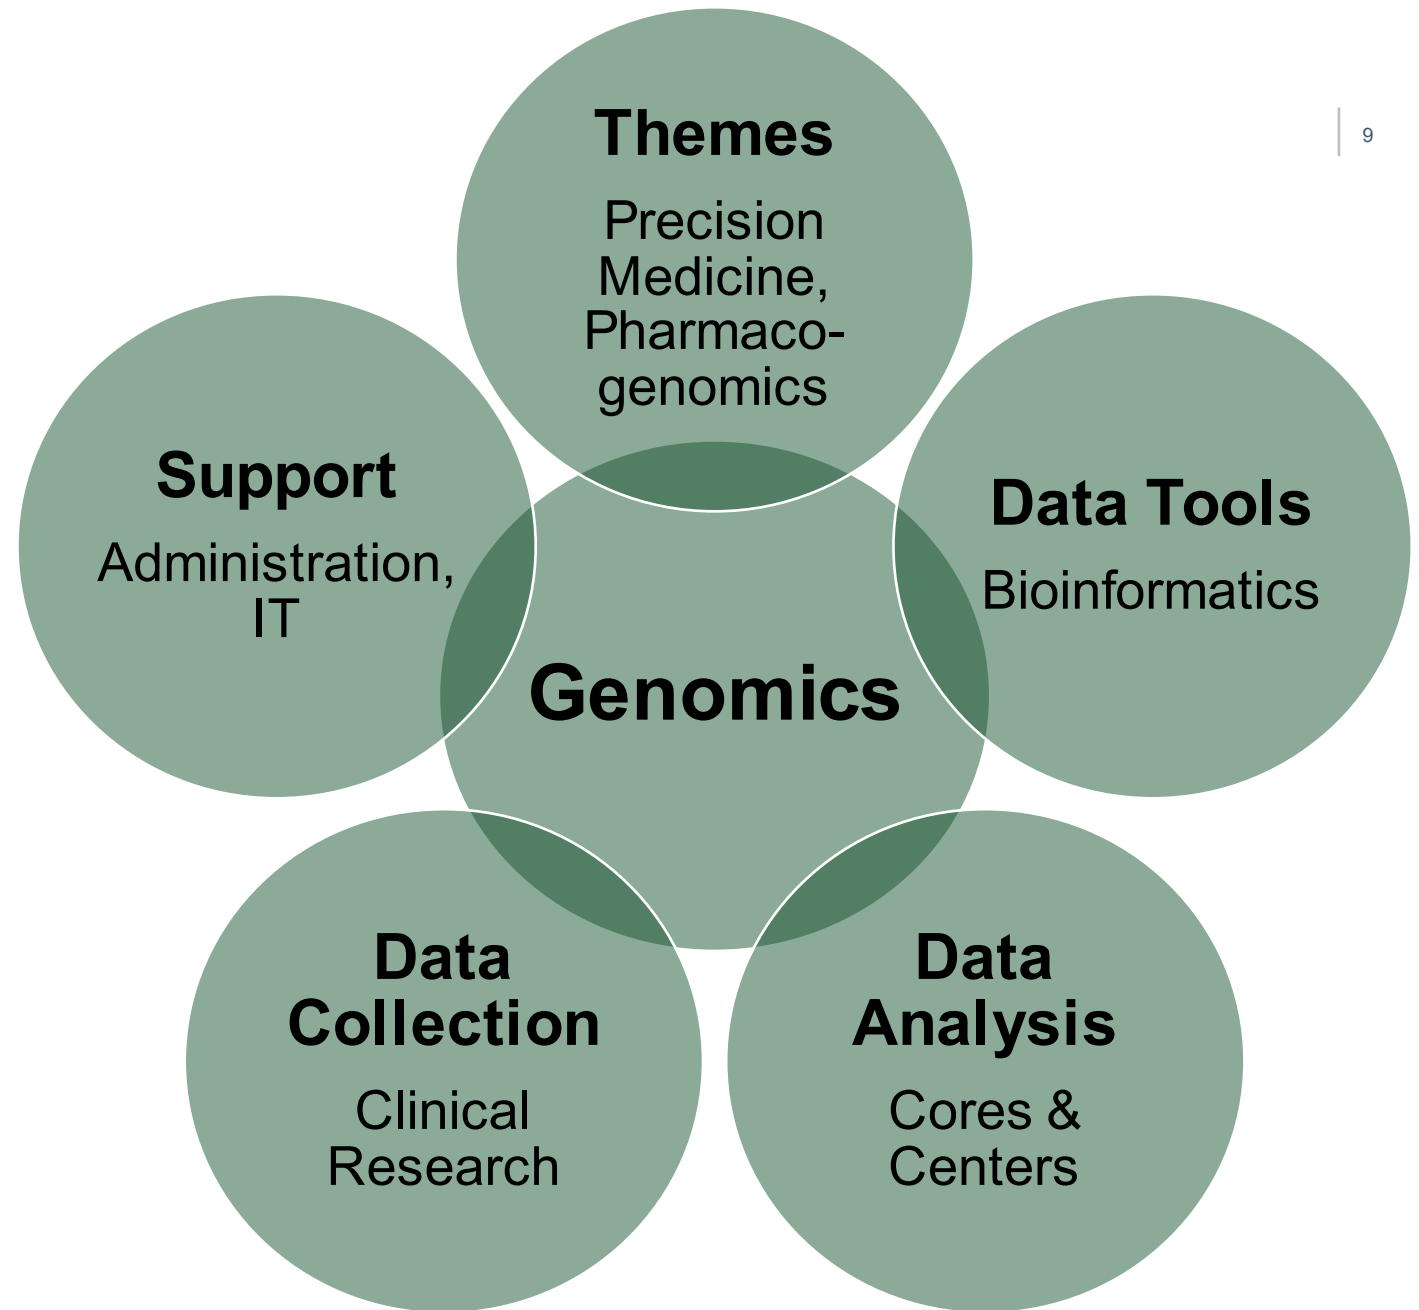 9
Themes
Precision
Medicine,
Pharmaco-
genomics
Support
Administration,
IT
Data Tools
Bioinformatics
Genomics
Data
Collection
Clinical
Research
Data
Analysis
Cores &
Centers